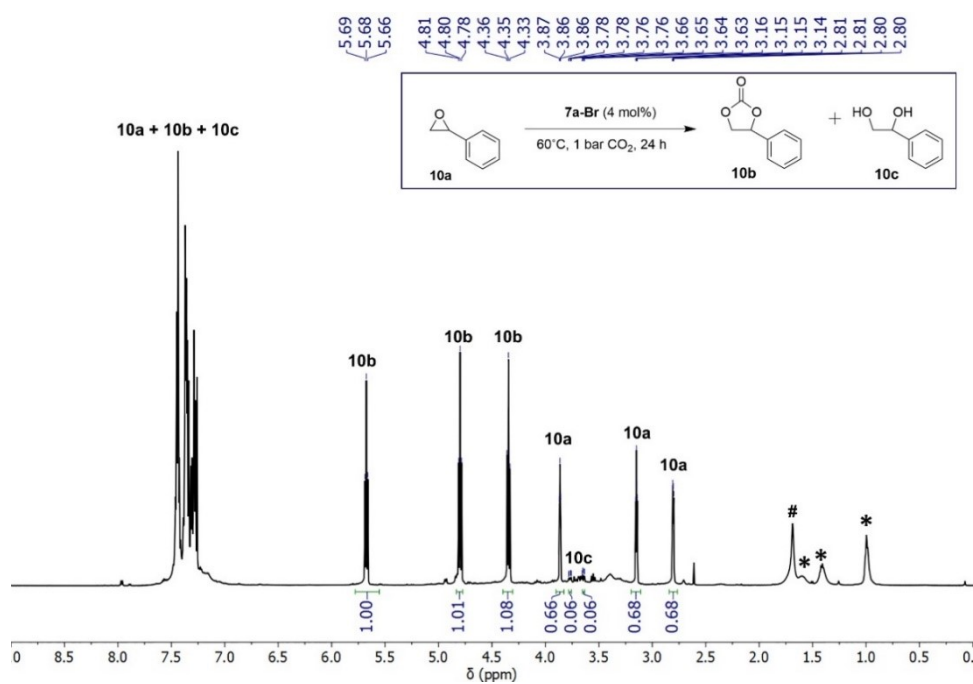 5.69 5.68 5.66 4.81 4.80 4.78 4.36 4.35 4.33 3.87 3.86 3.86 3.78 3.78 3.76 3.76 3.66 3.65 3.64 3.63 3.16 3.15 3.15 3.14 2.81 2.81 2.80 2.80
O
10a
7a-Br (4 mol%)
60°C, 1 bar CO₂, 24 h
O
O O
10b
+
HO OH
10c
10a + 10b + 10c
10b 10b 10b
10a 10c 10a 10a
# * * *
1.00 1.01 1.08 0.66 0.06 0.06 0.68 0.68
0 8.5 8.0 7.5 7.0 6.5 6.0 5.5 5.0 4.5 4.0 3.5 3.0 2.5 2.0 1.5 1.0 0.5 0.0
δ (ppm)